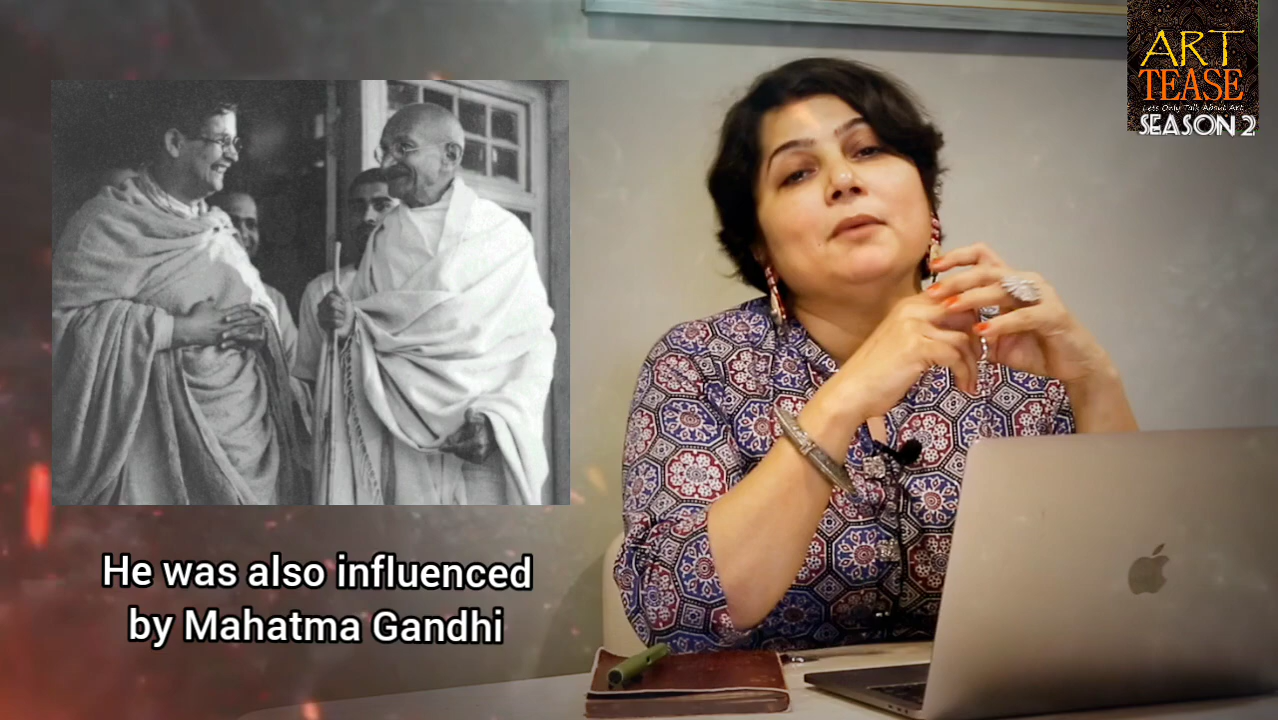 ART
TEASE
Lets Only Talk About Art
SEASON 2
He was also influenced
by Mahatma Gandhi